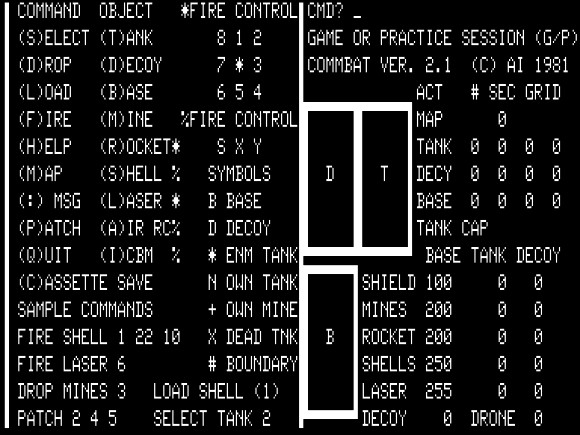 COMMAND OBJECT *FIRE CONTROL CMD? _
(S)ELECT (T)ANK 8 1 2 GAME OR PRACTICE SESSION (G/P)
(D)ROP (D)ECOY 7 * 3 COMMBAT VER. 2.1 (C) AI 1981
(L)OAD (B)ASE 6 5 4 ACT # SEC GRID
(F)IRE (M)INE %FIRE CONTROL MAP 0
(H)ELP (R)OCKET* S X Y TANK 0 0 0 0
(M)AP (S)HELL % SYMBOLS D T DECY 0 0 0 0
(:) MSG (L)ASER * B BASE BASE 0 0 0 0
(P)ATCH (A)IR RC% D DECOY TANK CAP
(Q)UIT (I)CBM % * ENM TANK BASE TANK DECOY
(C)ASSETTE SAVE N OWN TANK SHIELD 100 0 0
SAMPLE COMMANDS + OWN MINE MINES 200 0 0
FIRE SHELL 1 22 10 X DEAD TNK B ROCKET 200 0 0
FIRE LASER 6 # BOUNDARY SHELLS 250 0 0
DROP MINES 3 LOAD SHELL (1) LASER 255 0 0
PATCH 2 4 5 SELECT TANK 2 DECOY 0 DRONE 0